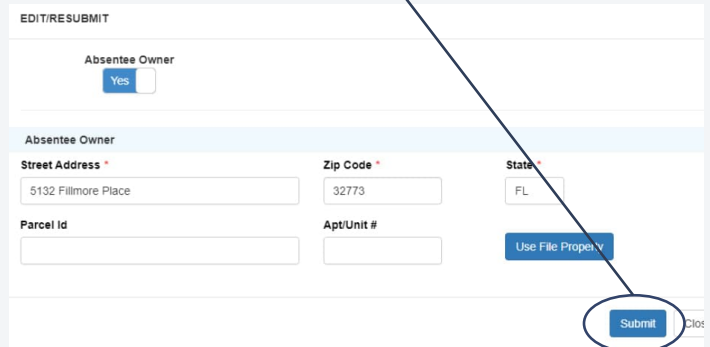 EDIT/RESUBMIT
Absentee Owner
Yes
Absentee Owner
Street Address * Zip Code * State *
5132 Fillmore Place 32773 FL
Parcel Id Apt/Unit #
Use File Property
Submit Clos